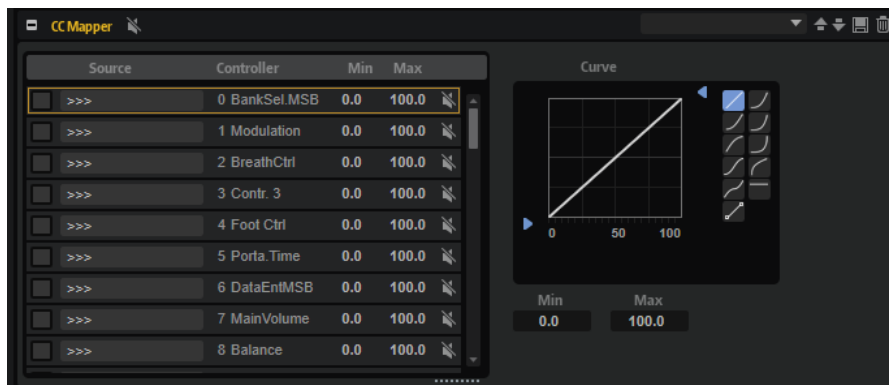 CC Mapper
Source Controller Min Max
>>> 0 BankSel.MSB 0.0 100.0
>>> 1 Modulation 0.0 100.0
>>> 2 BreathCtrl 0.0 100.0
>>> 3 Contr. 3 0.0 100.0
>>> 4 Foot Ctrl 0.0 100.0
>>> 5 Porta.Time 0.0 100.0
>>> 6 DataEntMSB 0.0 100.0
>>> 7 MainVolume 0.0 100.0
>>> 8 Balance 0.0 100.0
Curve
0 50 100
Min Max
0.0 100.0